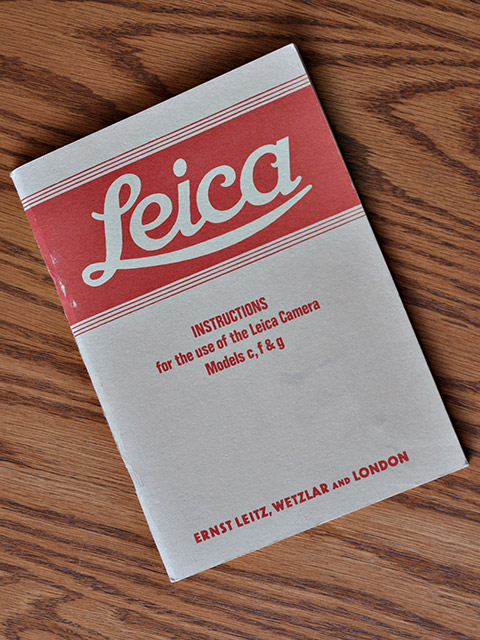 Leica
INSTRUCTIONS
for the use of the Leica Camera
Models c, f & g
ERNST LEITZ, WETZLAR AND LONDON